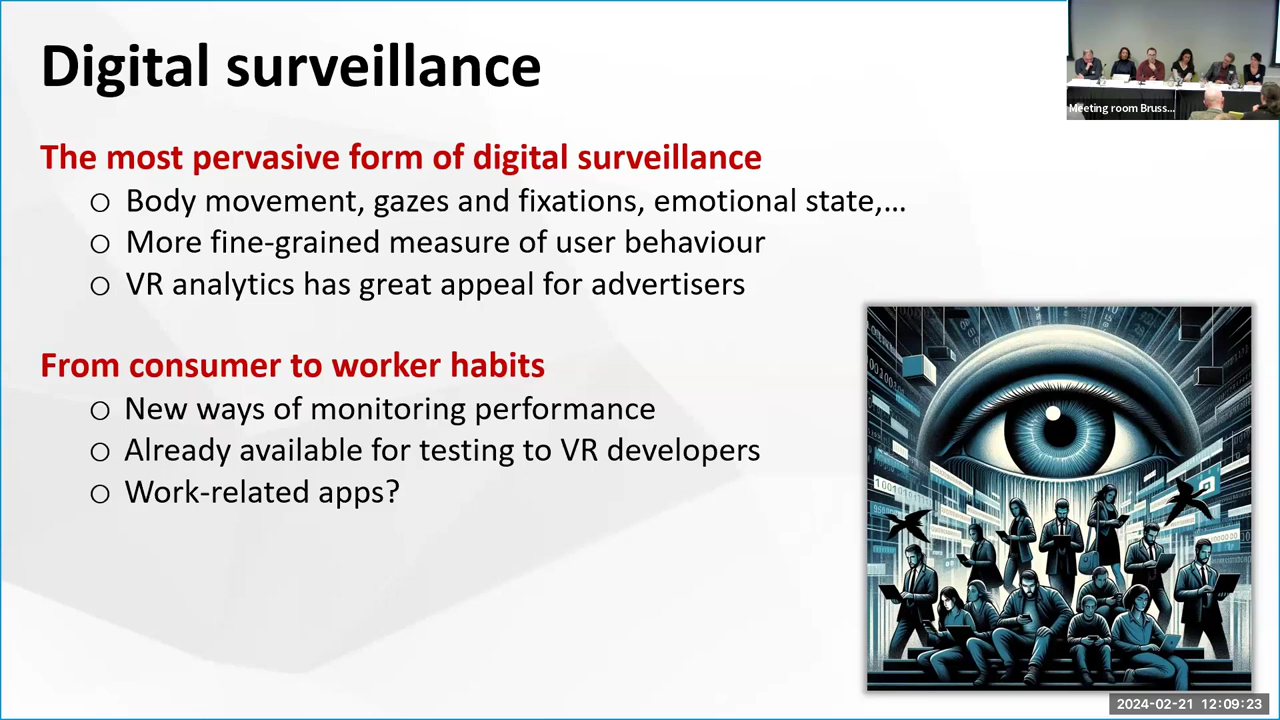 Digital surveillance
Meeting room Bruss...
The most pervasive form of digital surveillance
Body movement, gazes and fixations, emotional state,...
More fine-grained measure of user behaviour
VR analytics has great appeal for advertisers
From consumer to worker habits
New ways of monitoring performance
Already available for testing to VR developers
Work-related apps?
2024-02-21 12:09:23